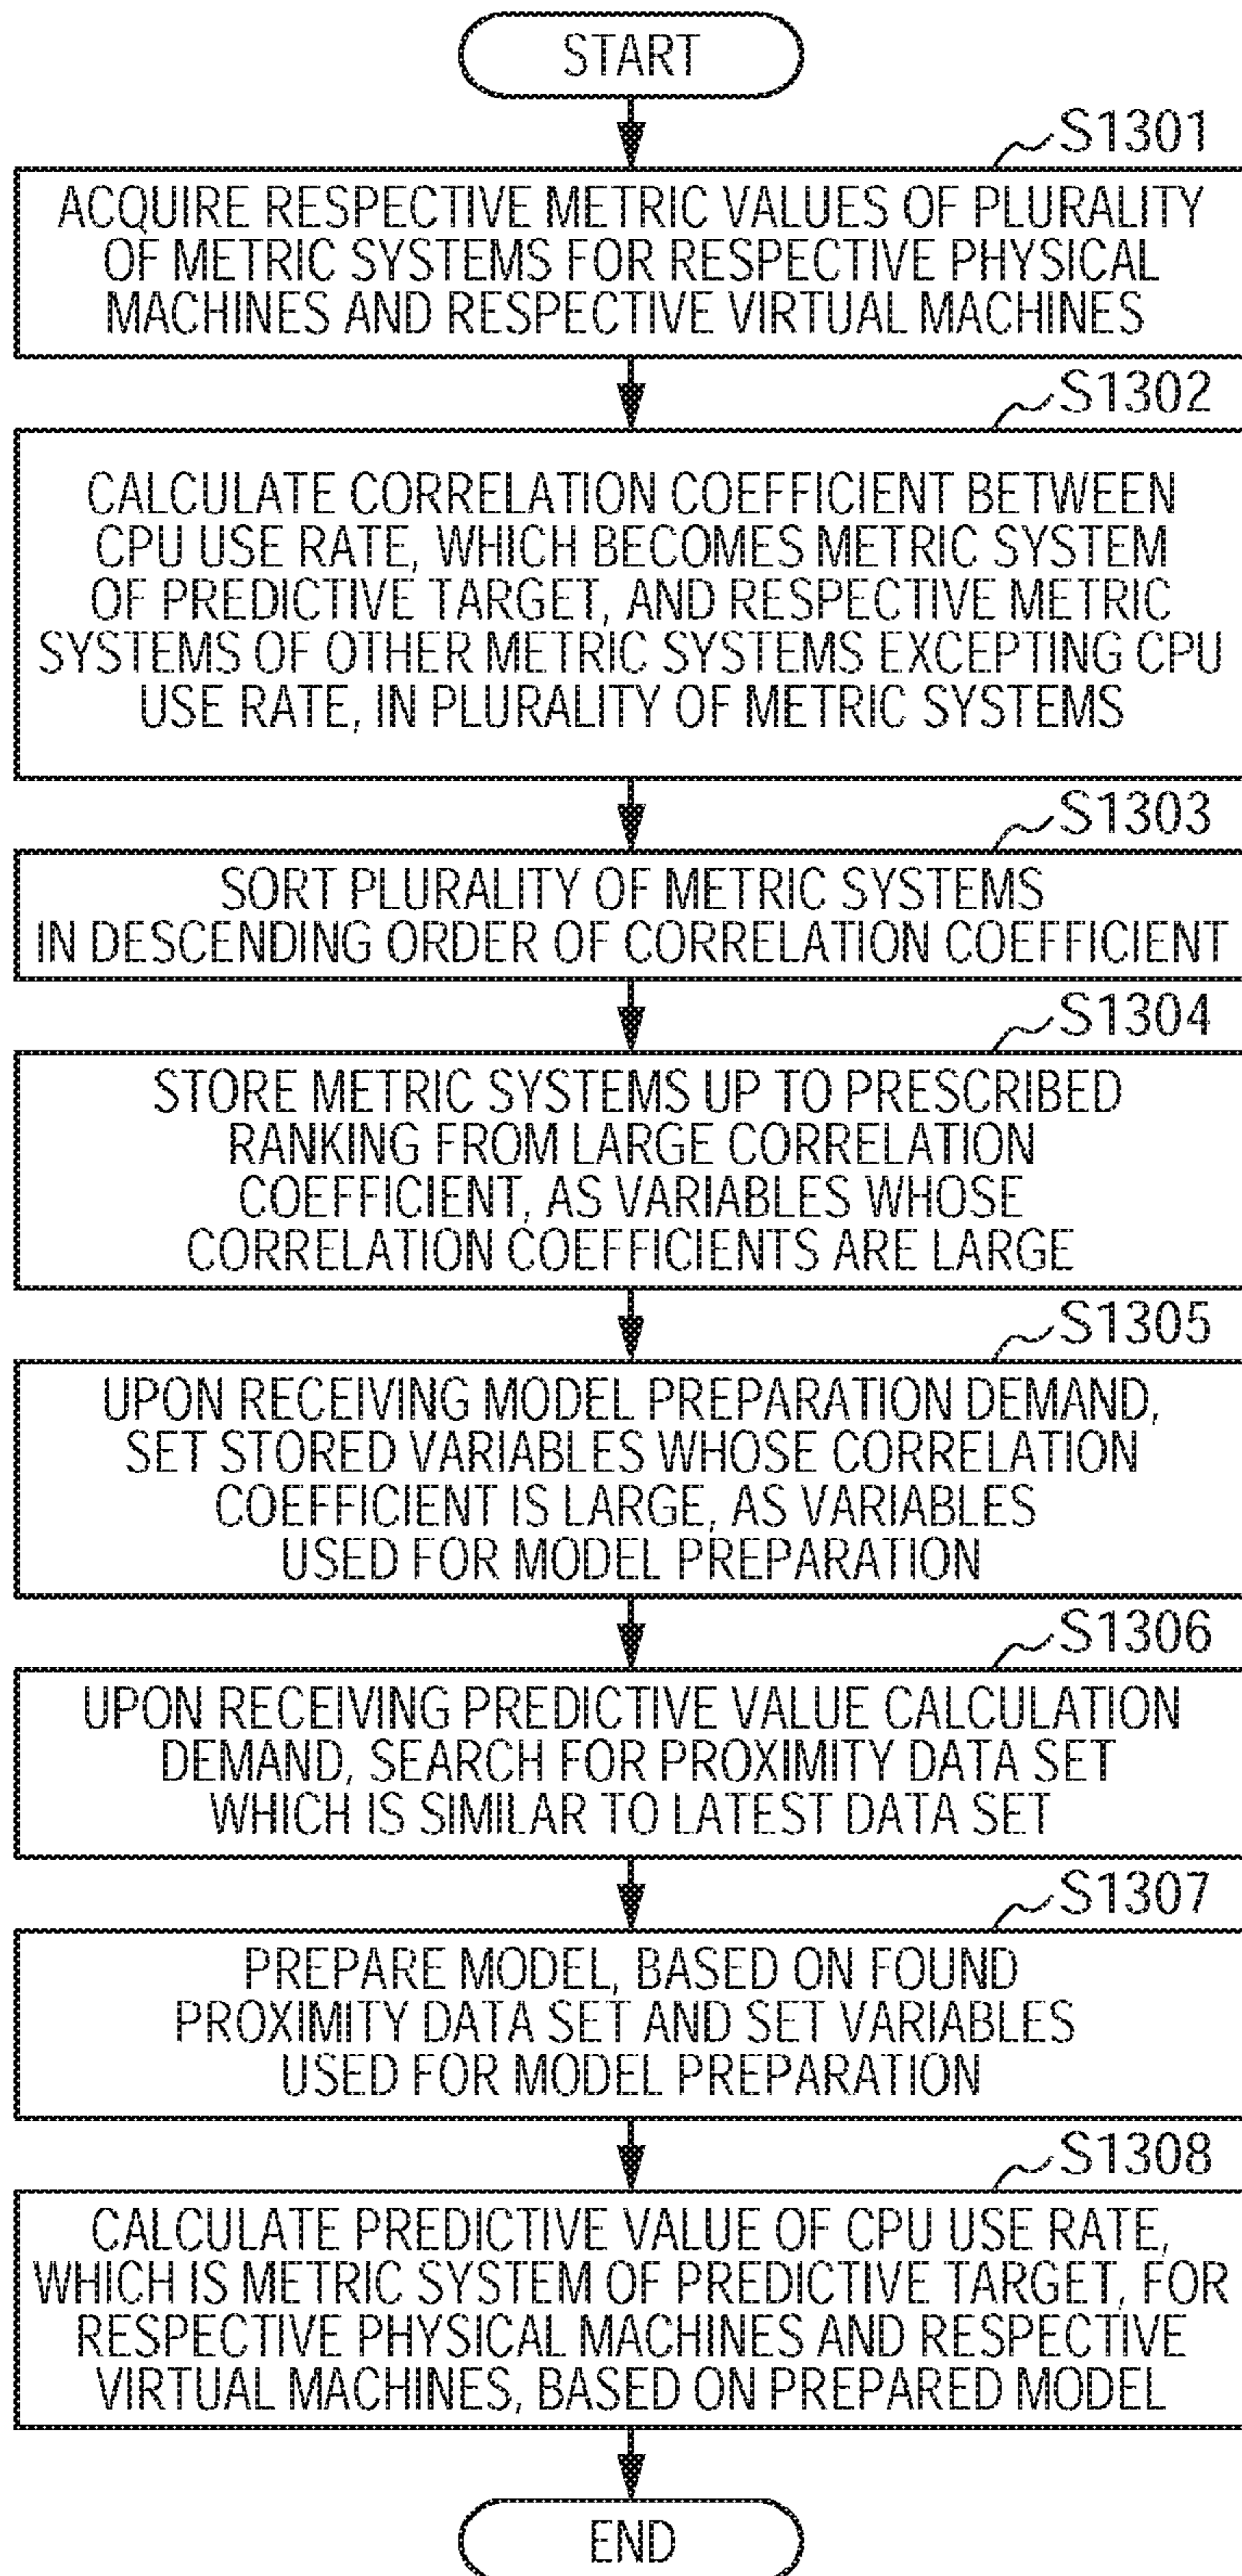 START
S1301
ACQUIRE RESPECTIVE METRIC VALUES OF PLURALITY
OF METRIC SYSTEMS FOR RESPECTIVE PHYSICAL
MACHINES AND RESPECTIVE VIRTUAL MACHINES
S1302
CALCULATE CORRELATION COEFFICIENT BETWEEN
CPU USE RATE, WHICH BECOMES METRIC SYSTEM
OF PREDICTIVE TARGET, AND RESPECTIVE METRIC
SYSTEMS OF OTHER METRIC SYSTEMS EXCEPTING CPU
USE RATE, IN PLURALITY OF METRIC SYSTEMS
S1303
SORT PLURALITY OF METRIC SYSTEMS
IN DESCENDING ORDER OF CORRELATION COEFFICIENT
S1304
STORE METRIC SYSTEMS UP TO PRESCRIBED
RANKING FROM LARGE CORRELATION
COEFFICIENT, AS VARIABLES WHOSE
CORRELATION COEFFICIENTS ARE LARGE
S1305
UPON RECEIVING MODEL PREPARATION DEMAND,
SET STORED VARIABLES WHOSE CORRELATION
COEFFICIENT IS LARGE, AS VARIABLES
USED FOR MODEL PREPARATION
S1306
UPON RECEIVING PREDICTIVE VALUE CALCULATION
DEMAND, SEARCH FOR PROXIMITY DATA SET
WHICH IS SIMILAR TO LATEST DATA SET
S1307
PREPARE MODEL, BASED ON FOUND
PROXIMITY DATA SET AND SET VARIABLES
USED FOR MODEL PREPARATION
S1308
CALCULATE PREDICTIVE VALUE OF CPU USE RATE,
WHICH IS METRIC SYSTEM OF PREDICTIVE TARGET, FOR
RESPECTIVE PHYSICAL MACHINES AND RESPECTIVE
VIRTUAL MACHINES, BASED ON PREPARED MODEL
END